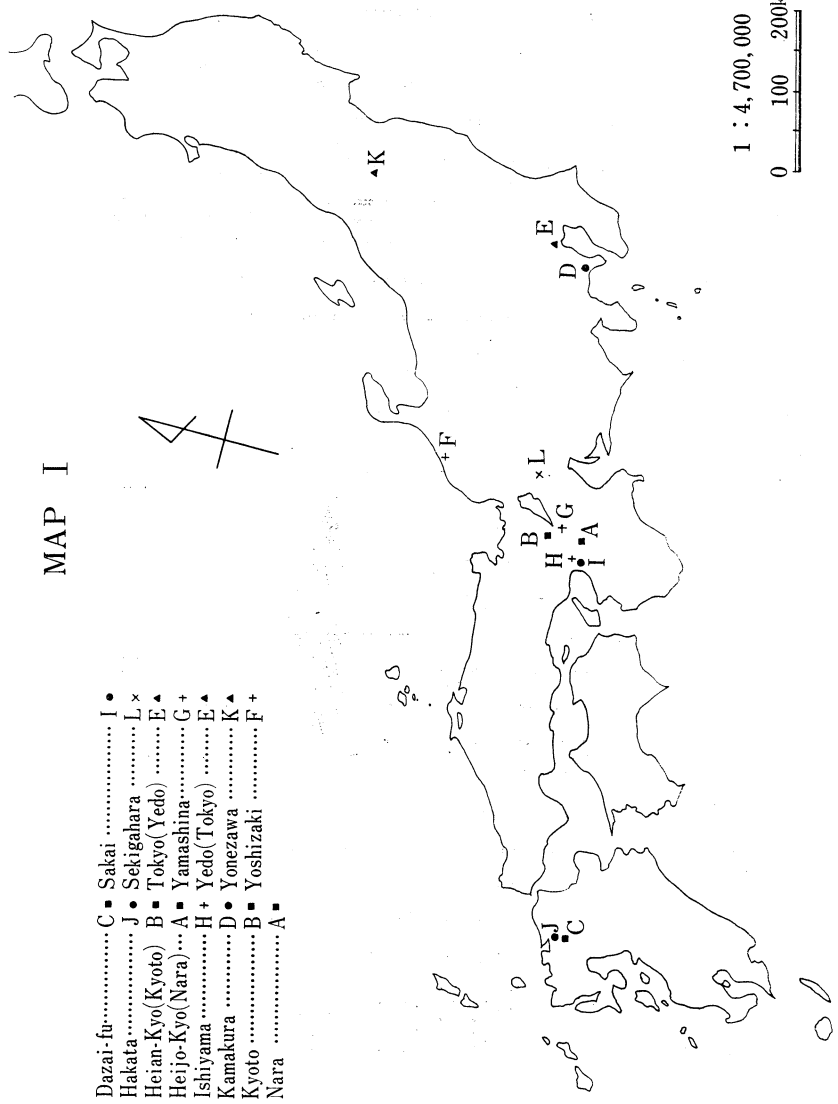 MAP I
Dazai-fu............... C ■ Sakai ..................... I ●
Hakata.................. J ● Sekigahara ............ L ×
Heian-Kyo(Kyoto) B ■ Tokyo(Yedo) ......... E ▲
Heijo-Kyo(Nara)... A ■ Yamashina............ G +
Ishiyama............... H + Yedo(Tokyo) ......... E ▲
Kamakura ............ D ● Yonezawa ............ K ▲
Kyoto .................. B ■ Yoshizaki ............... F +
Nara ..................... A ■
K
E
D
F
L
G
B
A
H
I
J
C
1 : 4,700,000
0 100 200k